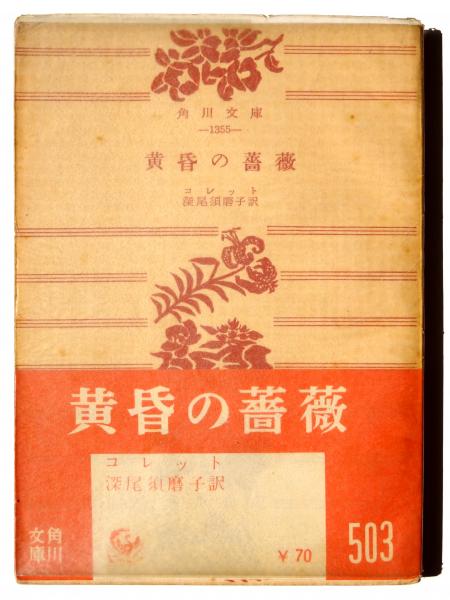 角川文庫
—1355—
黄昏の薔薇
コレット
深尾須磨子訳
黄昏の薔薇
コレット
深尾須磨子訳
角川
文庫
￥70
503